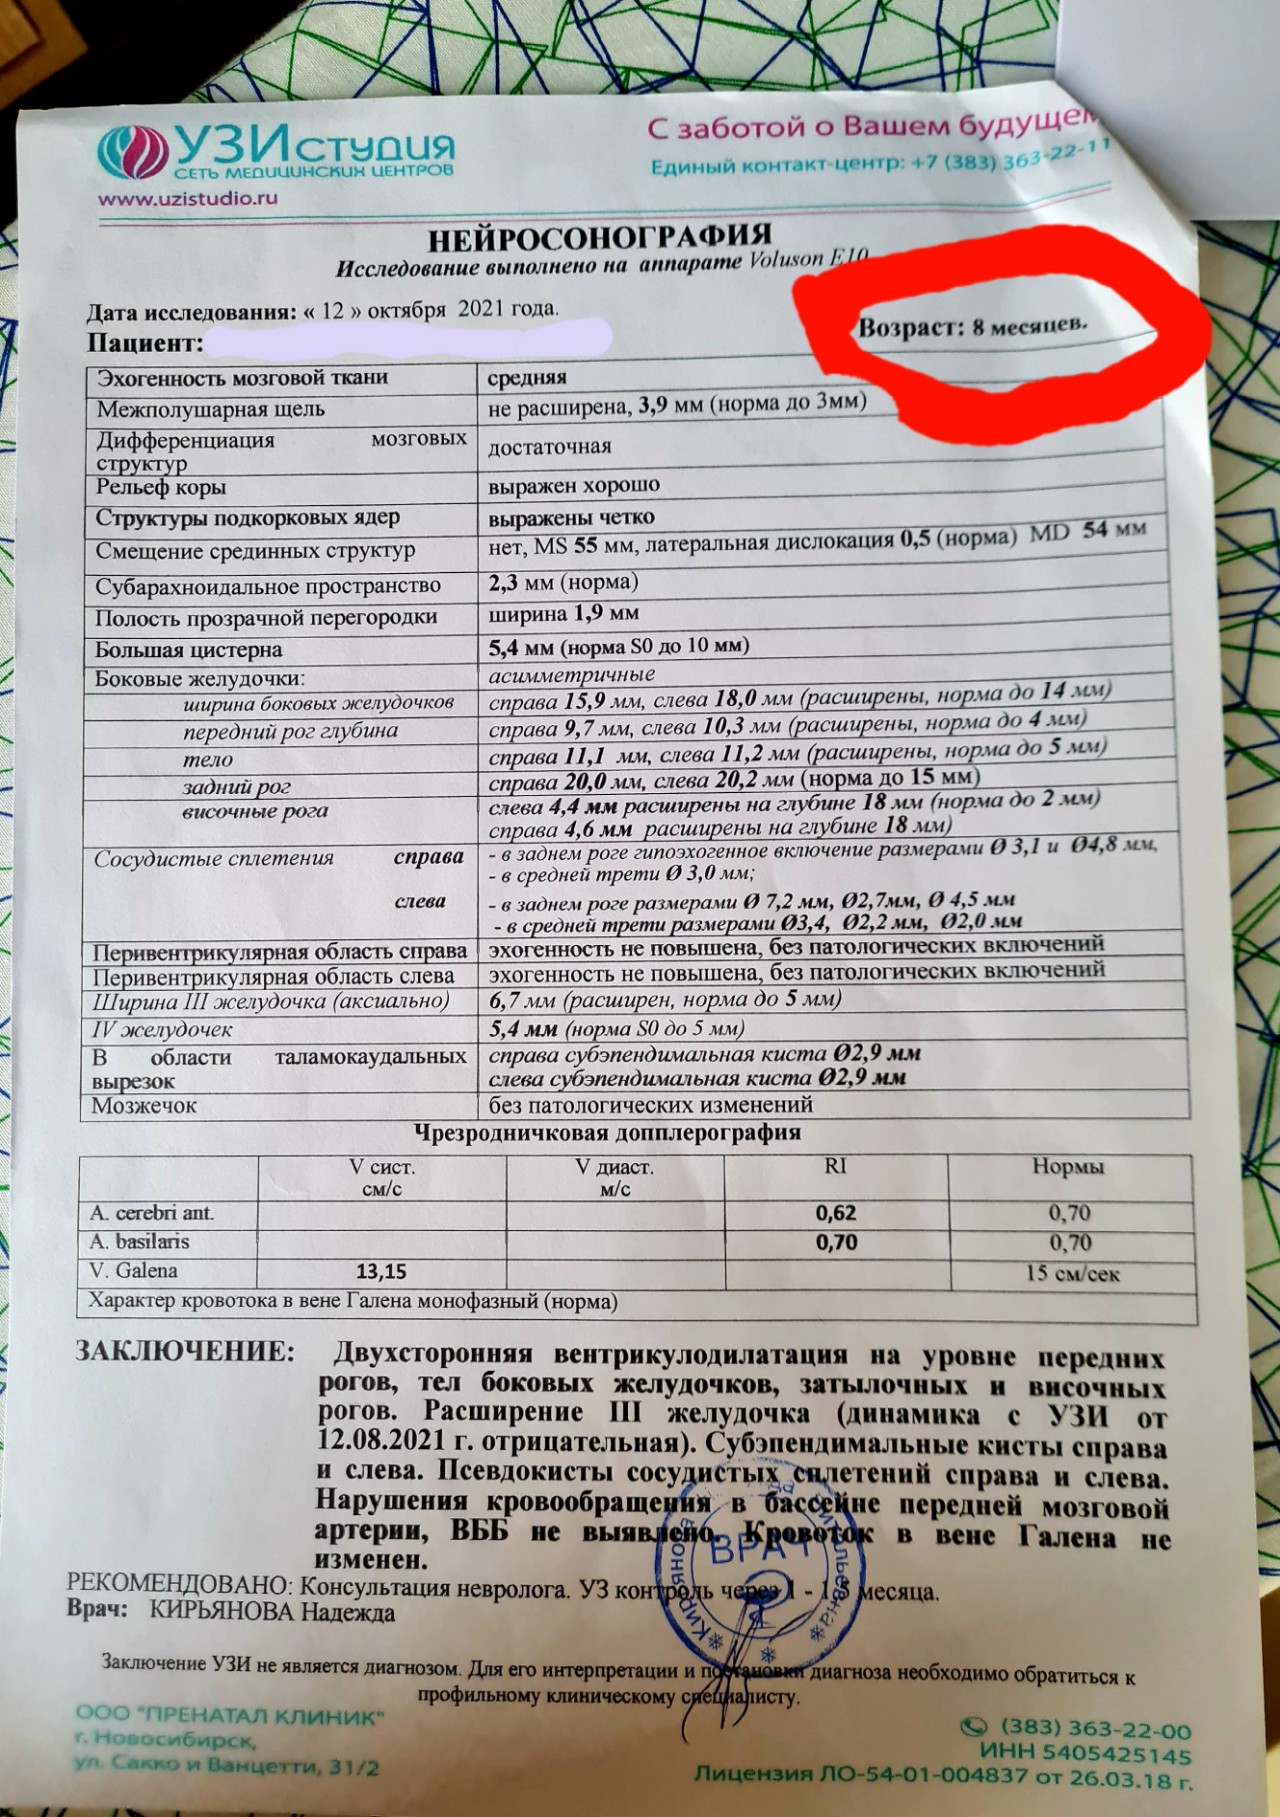 УЗИ студия
СЕТЬ МЕДИЦИНСКИХ ЦЕНТРОВ
www.uzistudio.ru
С заботой о Вашем будущем
Единый контакт-центр: +7 (383) 363-22-11
НЕЙРОСОНОГРАФИЯ
Исследование выполнено на аппарате Voluson E10
Дата исследования: « 12 » октября 2021 года.
Пациент:
Возраст: 8 месяцев.
Эхогенность мозговой ткани средняя
Межполушарная щель не расширена, 3,9 мм (норма до 3мм)
Дифференциация мозговых
структур достаточная
Рельеф коры выражен хорошо
Структуры подкорковых ядер выражены четко
Смещение срединных структур нет, MS 55 мм, латеральная дислокация 0,5 (норма) MD 54 мм
Субарахноидальное пространство 2,3 мм (норма)
Полость прозрачной перегородки ширина 1,9 мм
Большая цистерна 5,4 мм (норма S0 до 10 мм)
Боковые желудочки: асимметричные
ширина боковых желудочков справа 15,9 мм, слева 18,0 мм (расширены, норма до 14 мм)
передний рог глубина справа 9,7 мм, слева 10,3 мм (расширены, норма до 4 мм)
тело справа 11,1 мм, слева 11,2 мм (расширены, норма до 5 мм)
задний рог справа 20,0 мм, слева 20,2 мм (норма до 15 мм)
височные рога слева 4,4 мм расширены на глубине 18 мм (норма до 2 мм)
справа 4,6 мм расширены на глубине 18 мм)
Сосудистые сплетения справа - в заднем роге гипоэхогенное включение размерами Ø 3,1 и Ø4,8 мм,
- в средней трети Ø 3,0 мм;
слева - в заднем роге размерами Ø 7,2 мм, Ø2,7мм, Ø 4,5 мм
- в средней трети размерами Ø3,4, Ø2,2 мм, Ø2,0 мм
Перивентрикулярная область справа эхогенность не повышена, без патологических включений
Перивентрикулярная область слева эхогенность не повышена, без патологических включений
Ширина III желудочка (аксиально) 6,7 мм (расширен, норма до 5 мм)
IV желудочек 5,4 мм (норма S0 до 5 мм)
В области таламокаудальных справа субэпендимальная киста Ø2,9 мм
вырезок слева субэпендимальная киста Ø2,9 мм
Мозжечок без патологических изменений
Чрезродничковая допплерография
V сист. V диаст. RI Нормы
см/с м/с
A. cerebri ant. 0,62 0,70
A. basilaris 0,70 0,70
V. Galena 13,15 15 см/сек
Характер кровотока в вене Галена монофазный (норма)
ЗАКЛЮЧЕНИЕ: Двухсторонняя вентрикулодилатация на уровне передних
рогов, тел боковых желудочков, затылочных и височных
рогов. Расширение III желудочка (динамика с УЗИ от
12.08.2021 г. отрицательная). Субэпендимальные кисты справа
и слева. Псевдокисты сосудистых сплетений справа и слева.
Нарушения кровообращения в бассейне передней мозговой
артерии, ВББ не выявлено. Кровоток в вене Галена не
изменен.
РЕКОМЕНДОВАНО: Консультация невролога. УЗ контроль через 1 - 1,5 месяца.
Врач: КИРЬЯНОВА Надежда
ВРАЧ
Кирьянова
Заключение УЗИ не является диагнозом. Для его интерпретации и постановки диагноза необходимо обратиться к
профильному клиническому специалисту.
ООО "ПРЕНАТАЛ КЛИНИК"
г. Новосибирск,
ул. Сакко и Ванцетти, 31/2
(383) 363-22-00
ИНН 5405425145
Лицензия ЛО-54-01-004837 от 26.03.18 г.